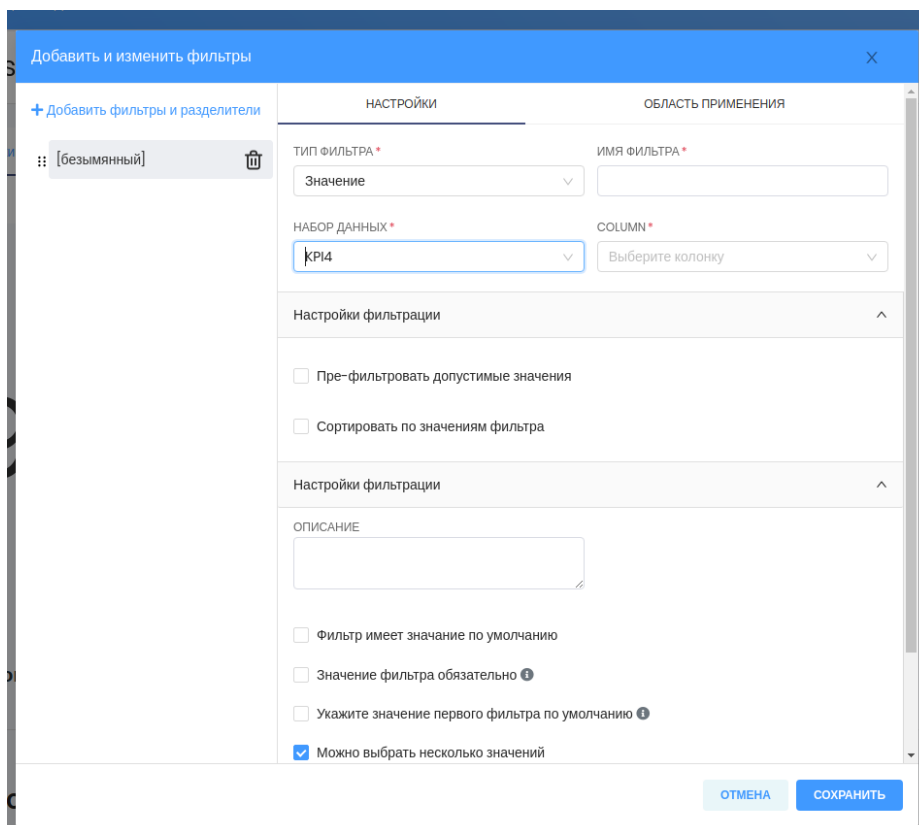 Добавить и изменить фильтры
+ Добавить фильтры и разделители
[безымянный]
НАСТРОЙКИ
ОБЛАСТЬ ПРИМЕНЕНИЯ
ТИП ФИЛЬТРА *
ИМЯ ФИЛЬТРА *
Значение
НАБОР ДАННЫХ *
COLUMN *
KPI4
Выберите колонку
Настройки фильтрации
Пре-фильтровать допустимые значения
Сортировать по значениям фильтра
Настройки фильтрации
ОПИСАНИЕ
Фильтр имеет значание по умолчанию
Значение фильтра обязательно
Укажите значение первого фильтра по умолчанию
Можно выбрать несколько значений
ОТМЕНА
СОХРАНИТЬ